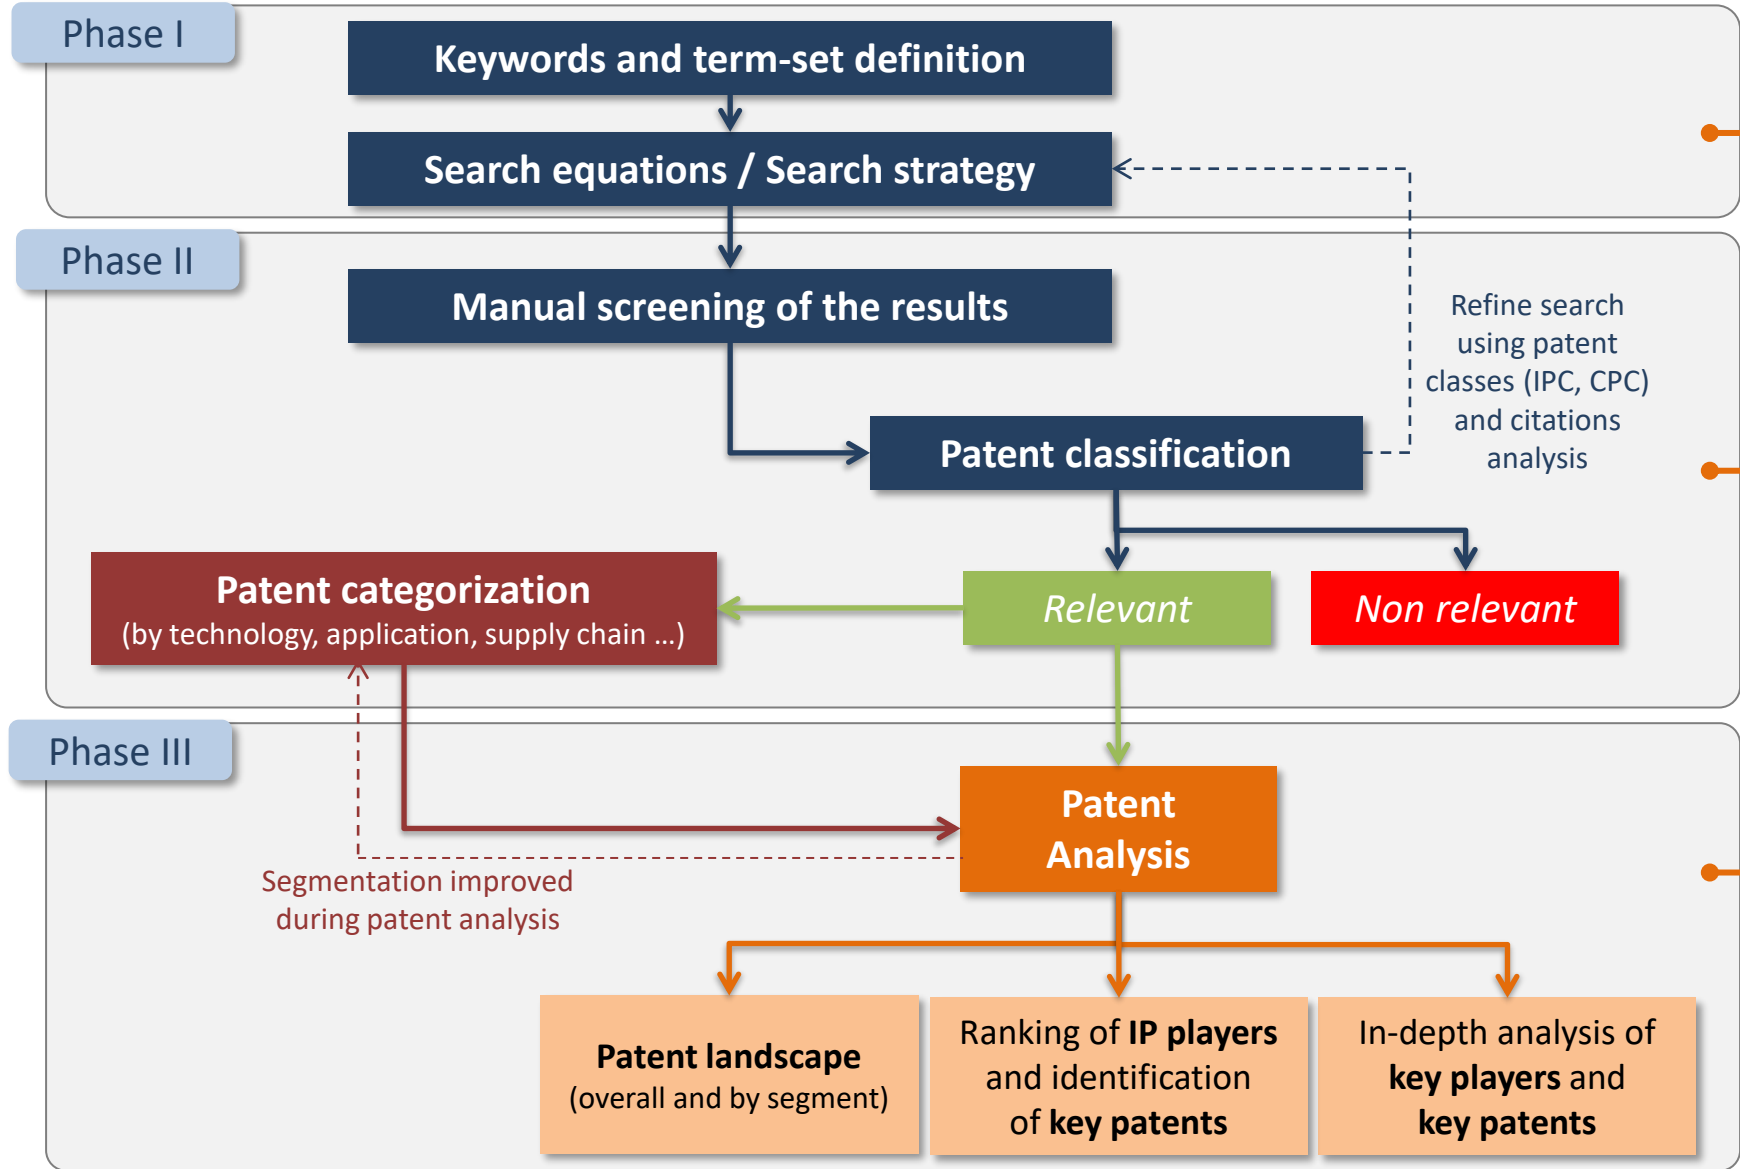 Phase I
Keywords and term-set definition
Search equations / Search strategy
Phase II
Manual screening of the results
Refine search
using patent
classes (IPC, CPC)
and citations
analysis
Patent classification
Patent categorization
(by technology, application, supply chain ...)
Relevant
Non relevant
Phase III
Patent
Analysis
Segmentation improved
during patent analysis
Patent landscape
(overall and by segment)
Ranking of IP players
and identification
of key patents
In-depth analysis of
key players and
key patents